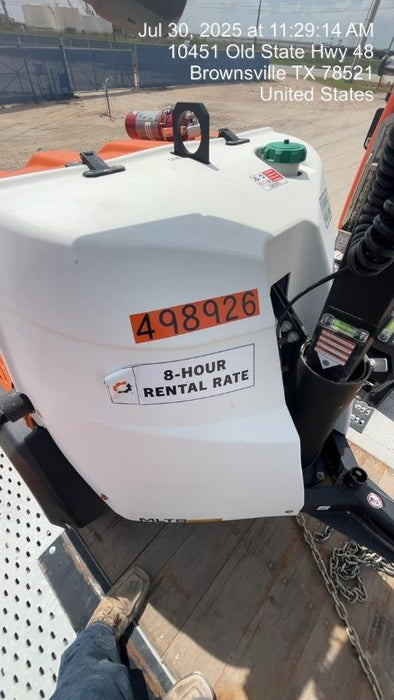 Jul 30, 2025 at 11:29:14 AM
10451 Old State Hwy 48
Brownsville TX 78521
United States
498926
8-HOUR
RENTAL RATE